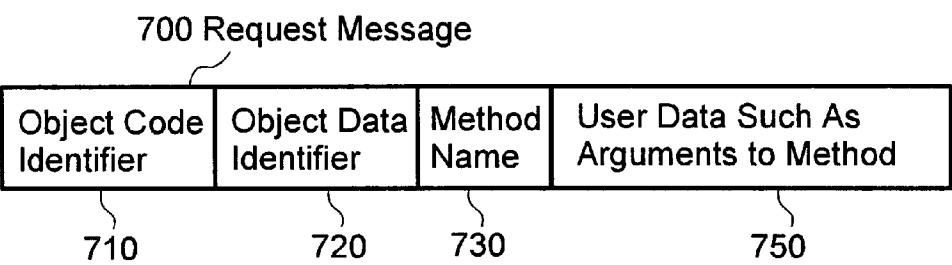 700 Request Message
Object Code Identifier
Object Data Identifier
Method Name
User Data Such As Arguments to Method
710
720
730
750